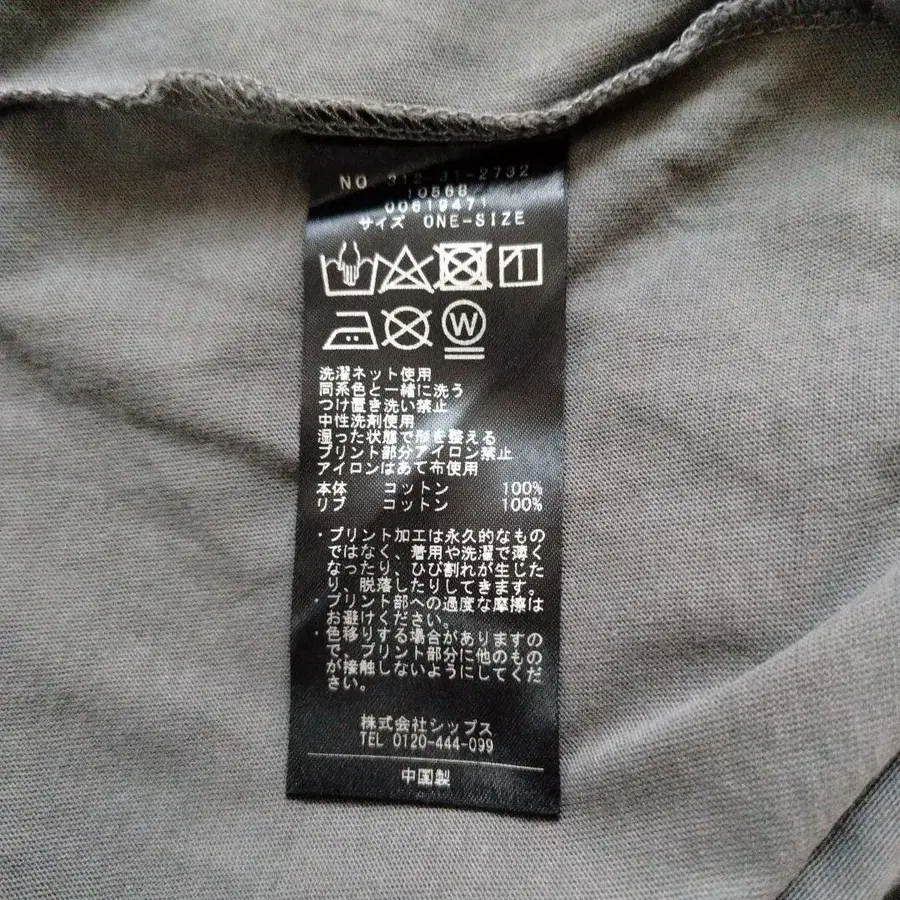 NO 312-31-2732
10568
00619471
サイズ ONE-SIZE
W
洗濯ネット使用
同系色と一緒に洗う
つけ置き洗い禁止
中性洗剤使用
湿った状態で形を整える
プリント部分アイロン禁止
アイロンはあて布使用
本体 コットン 100%
リブ コットン 100%
・プリント加工は永久的なもの
ではなく、着用や洗濯で薄く
なったり、ひび割れが生じた
り、脱落したりしてきます。
・プリント部への過度な摩擦は
お避けください。
・色移りする場合がありますの
で、プリント部分に他のもの
が接触しないようにしてくだ
さい。
株式会社シップス
TEL 0120-444-099
中国製